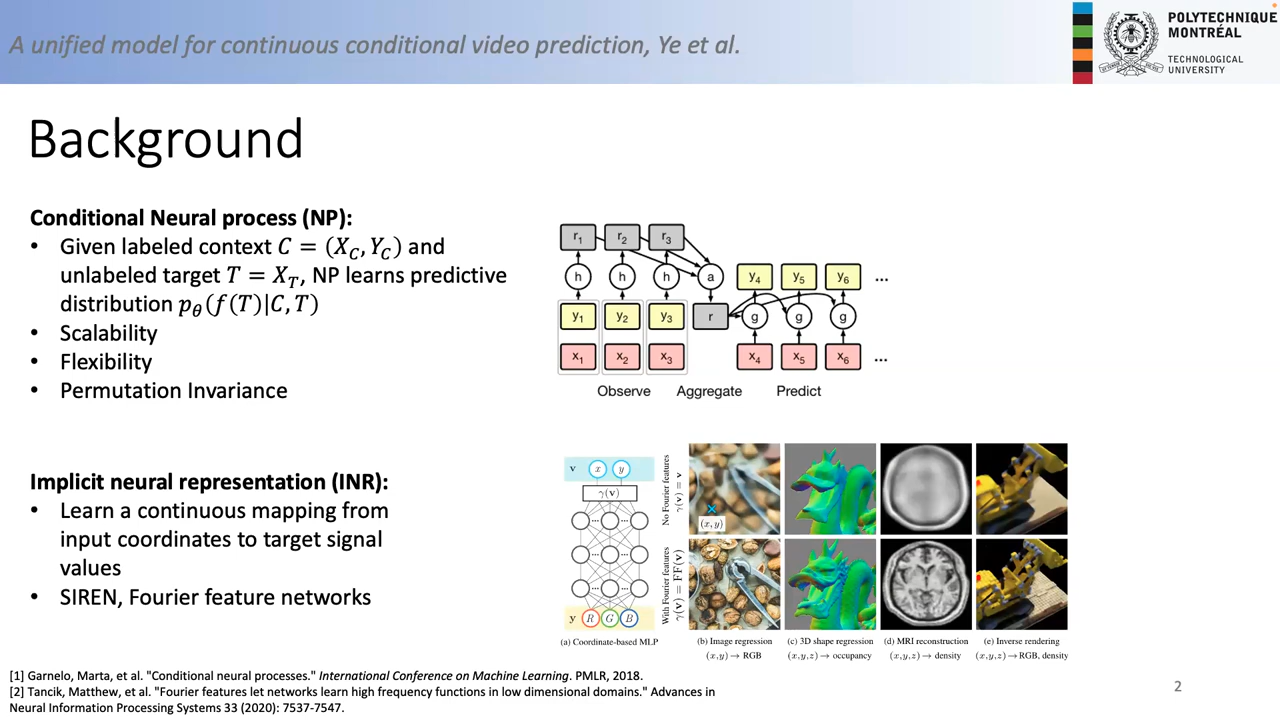 A unified model for continuous conditional video prediction, Ye et al.
POLYTECHNIQUE
MONTRÉAL
TECHNOLOGICAL
UNIVERSITY
Background
Conditional Neural process (NP):
• Given labeled context C = (X_C, Y_C) and
unlabeled target T = X_T, NP learns predictive
distribution p_θ(f(T)|C, T)
• Scalability
• Flexibility
• Permutation Invariance
r1 r2 r3
h h h a y4 y5 y6 ...
y1 y2 y3 r g g g
x1 x2 x3 x4 x5 x6 ...
Observe Aggregate Predict
Implicit neural representation (INR):
• Learn a continuous mapping from
input coordinates to target signal
values
• SIREN, Fourier feature networks
v x y
γ(v)
y R G B
(a) Coordinate-based MLP
No Fourier features
γ(v) = v
With Fourier features
γ(v) = FF(v)
(x,y)
(b) Image regression
(x,y) → RGB
(c) 3D shape regression
(x,y,z) → occupancy
(d) MRI reconstruction
(x,y,z) → density
(e) Inverse rendering
(x,y,z) → RGB, density
[1] Garnelo, Marta, et al. "Conditional neural processes." International Conference on Machine Learning. PMLR, 2018.
[2] Tancik, Matthew, et al. "Fourier features let networks learn high frequency functions in low dimensional domains." Advances in
Neural Information Processing Systems 33 (2020): 7537-7547.
2